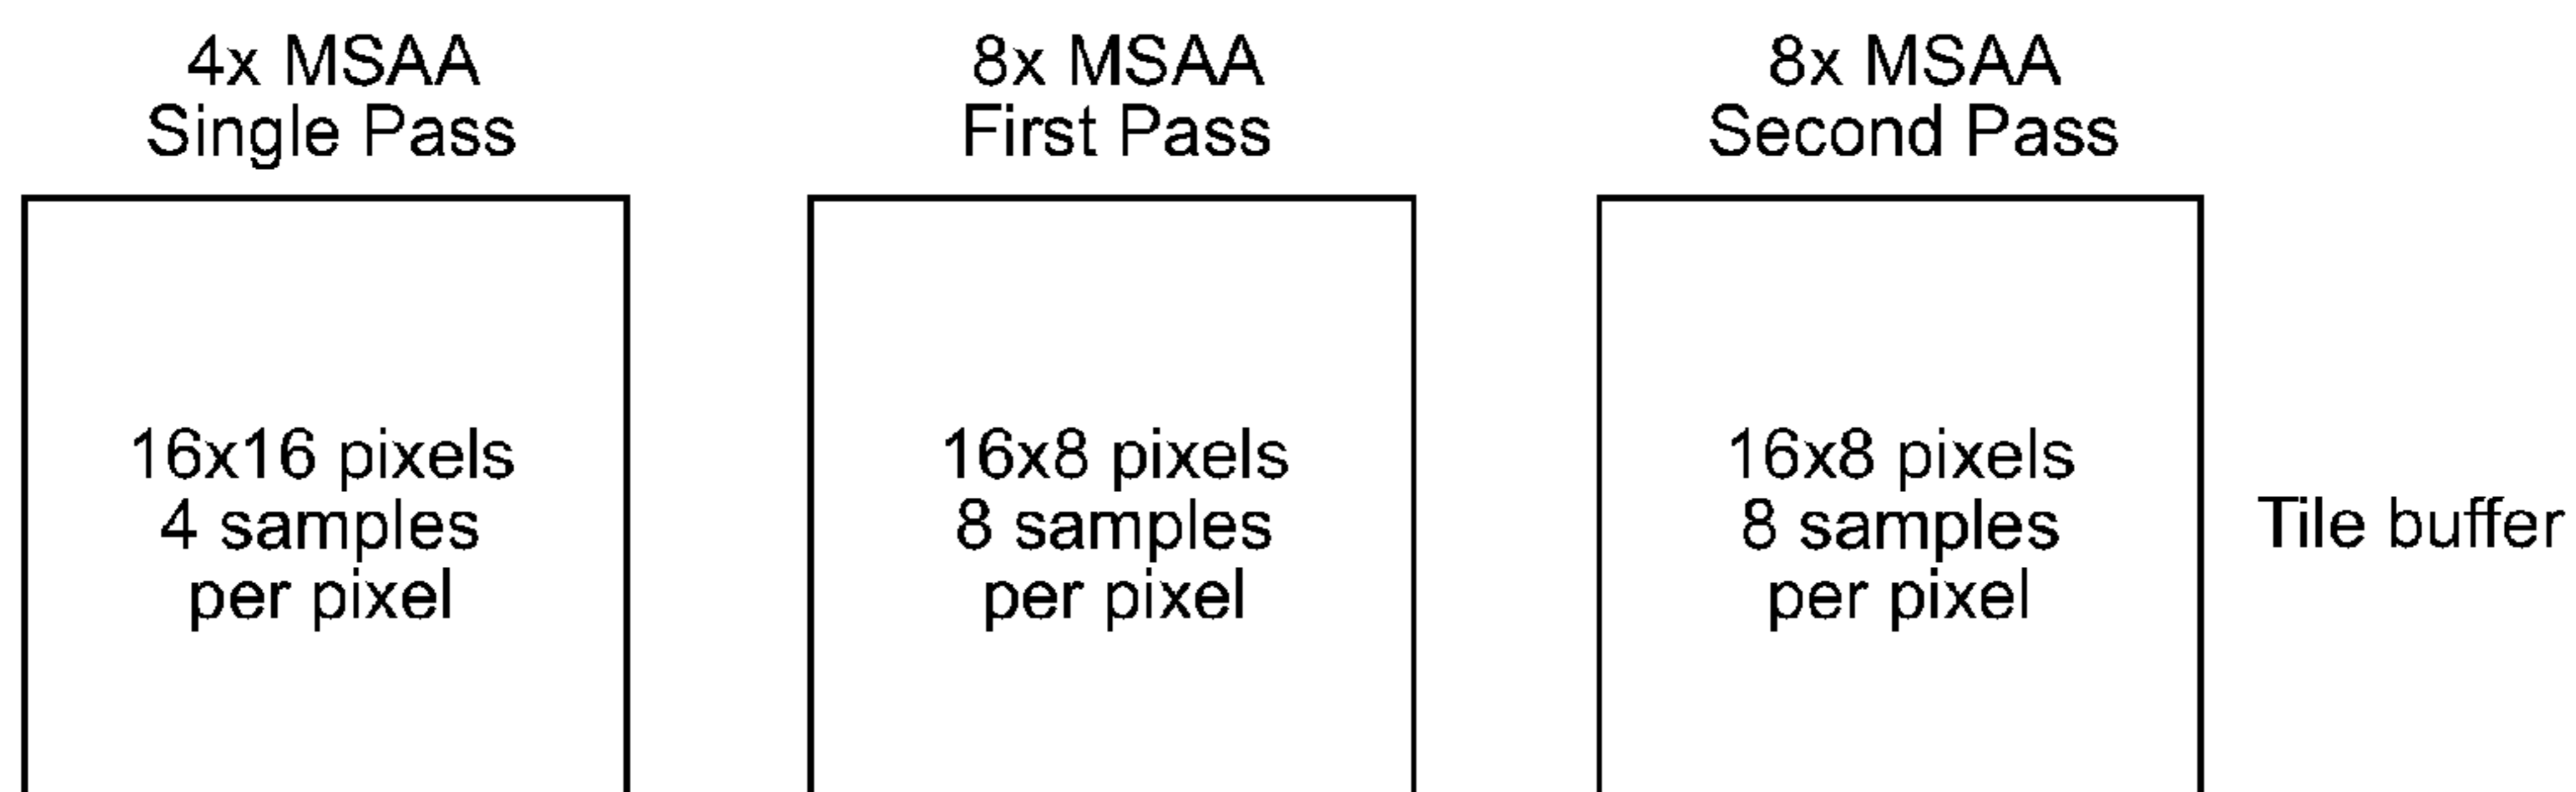 4x MSAA
Single Pass
8x MSAA
First Pass
8x MSAA
Second Pass
16x16 pixels
4 samples
per pixel
16x8 pixels
8 samples
per pixel
16x8 pixels
8 samples
per pixel
Tile buffer